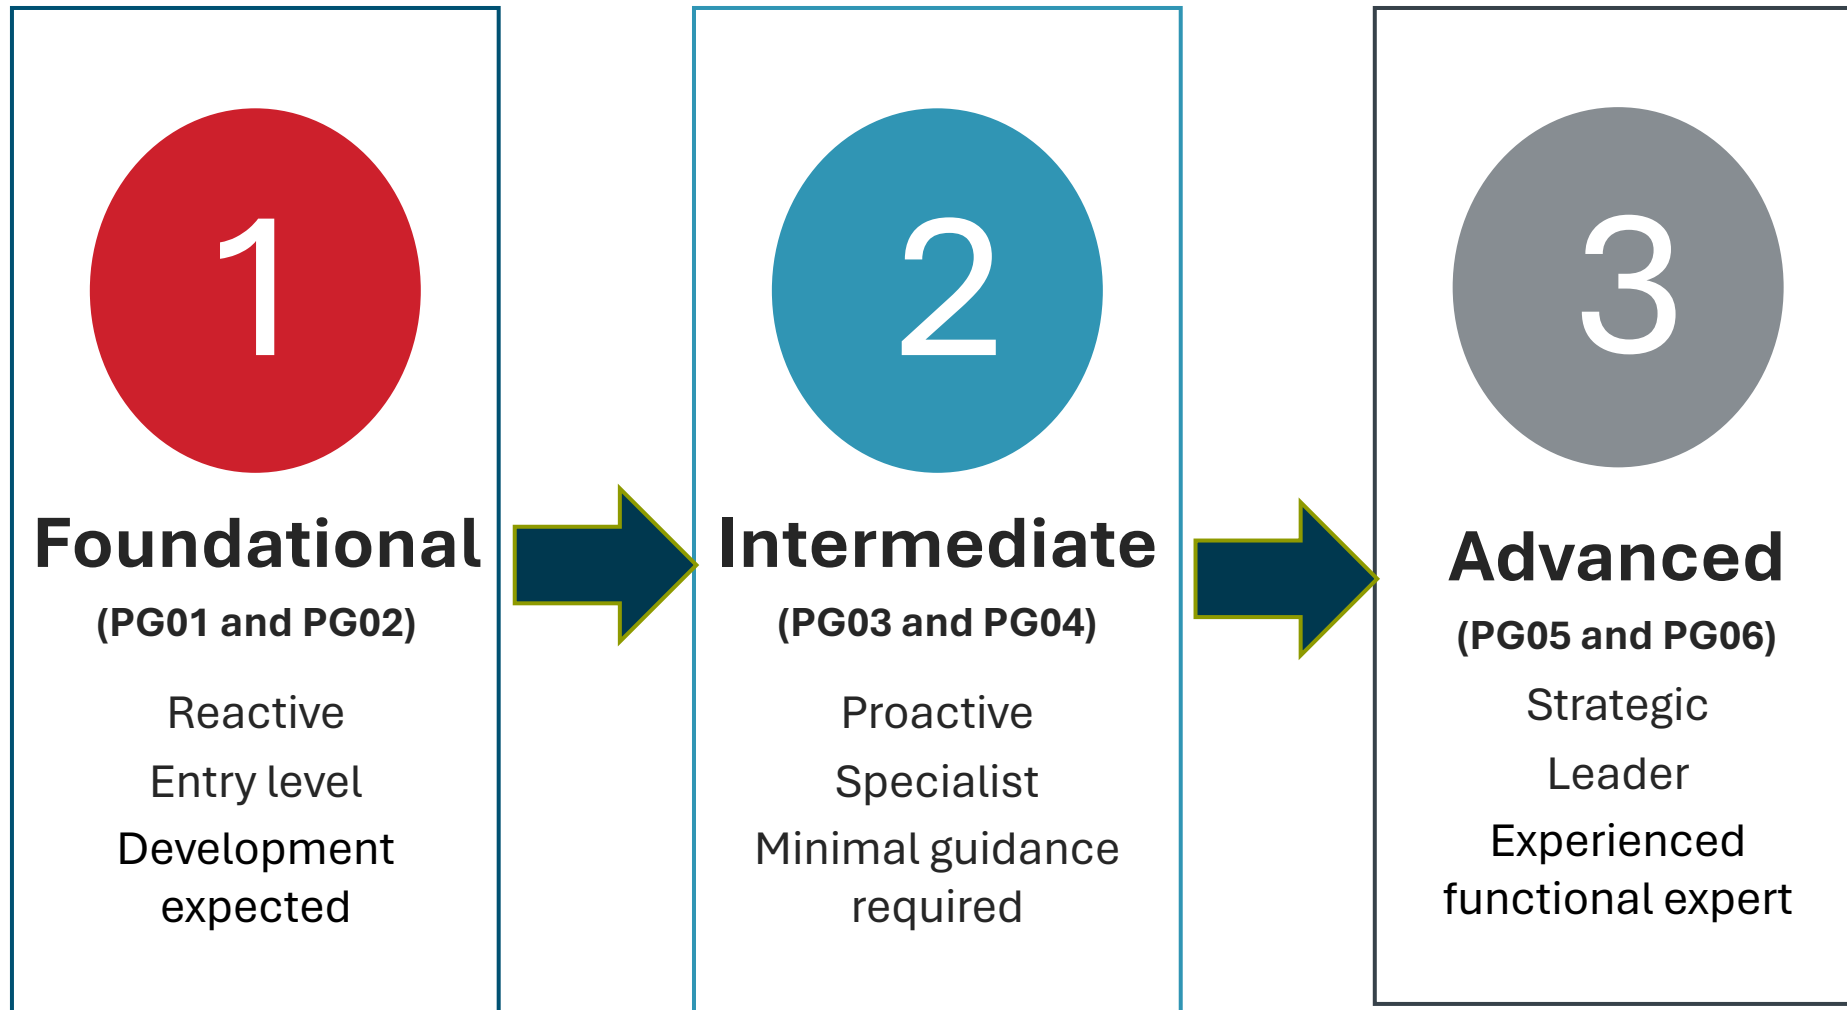 1
Foundational
(PG01 and PG02)
Reactive
Entry level
Development
expected
2
Intermediate
(PG03 and PG04)
Proactive
Specialist
Minimal guidance
required
3
Advanced
(PG05 and PG06)
Strategic
Leader
Experienced
functional expert